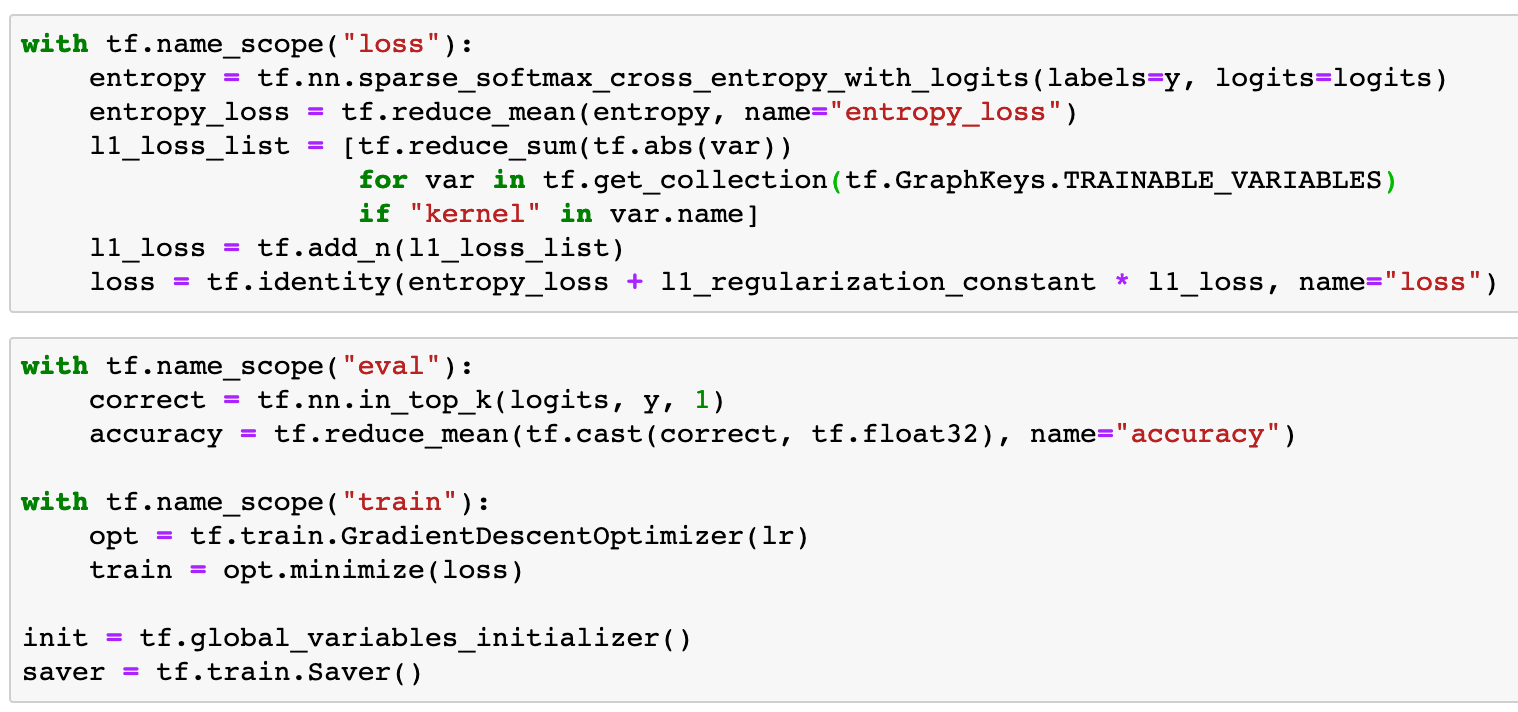 with tf.name_scope("loss"):
    entropy = tf.nn.sparse_softmax_cross_entropy_with_logits(labels=y, logits=logits)
    entropy_loss = tf.reduce_mean(entropy, name="entropy_loss")
    l1_loss_list = [tf.reduce_sum(tf.abs(var))
                    for var in tf.get_collection(tf.GraphKeys.TRAINABLE_VARIABLES)
                    if "kernel" in var.name]
    l1_loss = tf.add_n(l1_loss_list)
    loss = tf.identity(entropy_loss + l1_regularization_constant * l1_loss, name="loss")
with tf.name_scope("eval"):
    correct = tf.nn.in_top_k(logits, y, 1)
    accuracy = tf.reduce_mean(tf.cast(correct, tf.float32), name="accuracy")
with tf.name_scope("train"):
    opt = tf.train.GradientDescentOptimizer(lr)
    train = opt.minimize(loss)
init = tf.global_variables_initializer()
saver = tf.train.Saver()